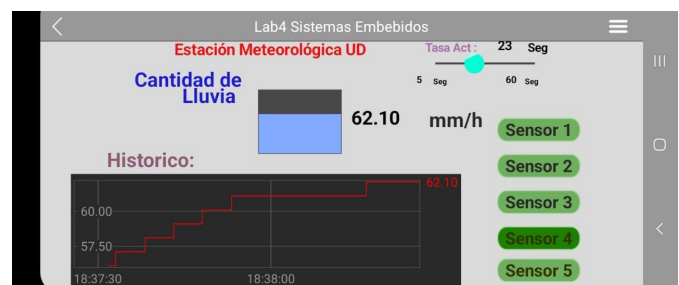 Lab4 Sistemas Embebidos
Estación Meteorológica UD
Tasa Act : 23 Seg
5 Seg 60 Seg
Cantidad de
Lluvia
62.10 mm/h
Sensor 1
Sensor 2
Sensor 3
Sensor 4
Sensor 5
Historico:
62.10
60.00
57.50
18:37:30 18:38:00